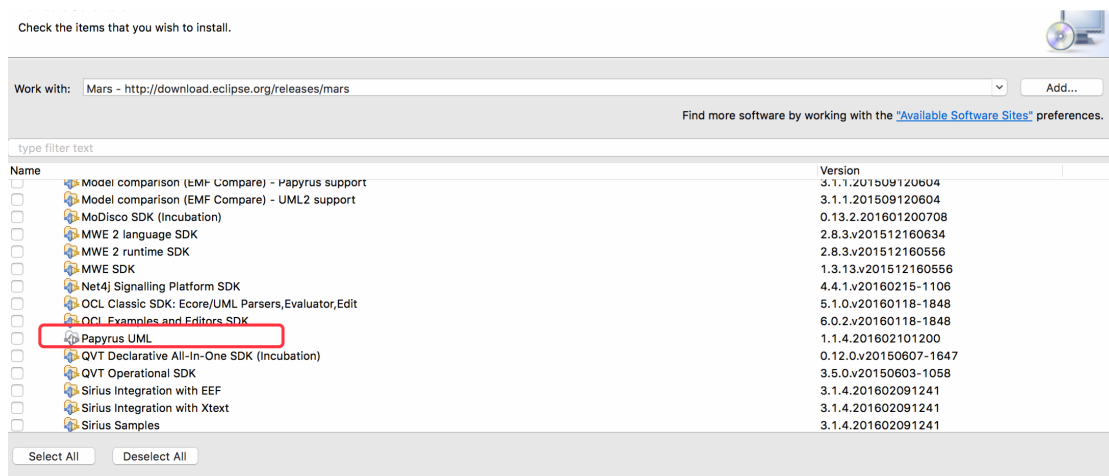 Check the items that you wish to install.
Work with: Mars - http://download.eclipse.org/releases/mars Add...
Find more software by working with the "Available Software Sites" preferences.
type filter text
Name Version
Model comparison (EMF Compare) - Papyrus support 3.1.1.201509120604
Model comparison (EMF Compare) - UML2 support 3.1.1.201509120604
MoDisco SDK (Incubation) 0.13.2.201601200708
MWE 2 language SDK 2.8.3.v201512160634
MWE 2 runtime SDK 2.8.3.v201512160556
MWE SDK 1.3.13.v201512160556
Net4j Signalling Platform SDK 4.4.1.v20160215-1106
OCL Classic SDK: Ecore/UML Parsers,Evaluator,Edit 5.1.0.v20160118-1848
OCL Examples and Editors SDK 6.0.2.v20160118-1848
Papyrus UML 1.1.4.201602101200
QVT Declarative All-In-One SDK (Incubation) 0.12.0.v20150607-1647
QVT Operational SDK 3.5.0.v20150603-1058
Sirius Integration with EEF 3.1.4.201602091241
Sirius Integration with Xtext 3.1.4.201602091241
Sirius Samples 3.1.4.201602091241
Select All Deselect All